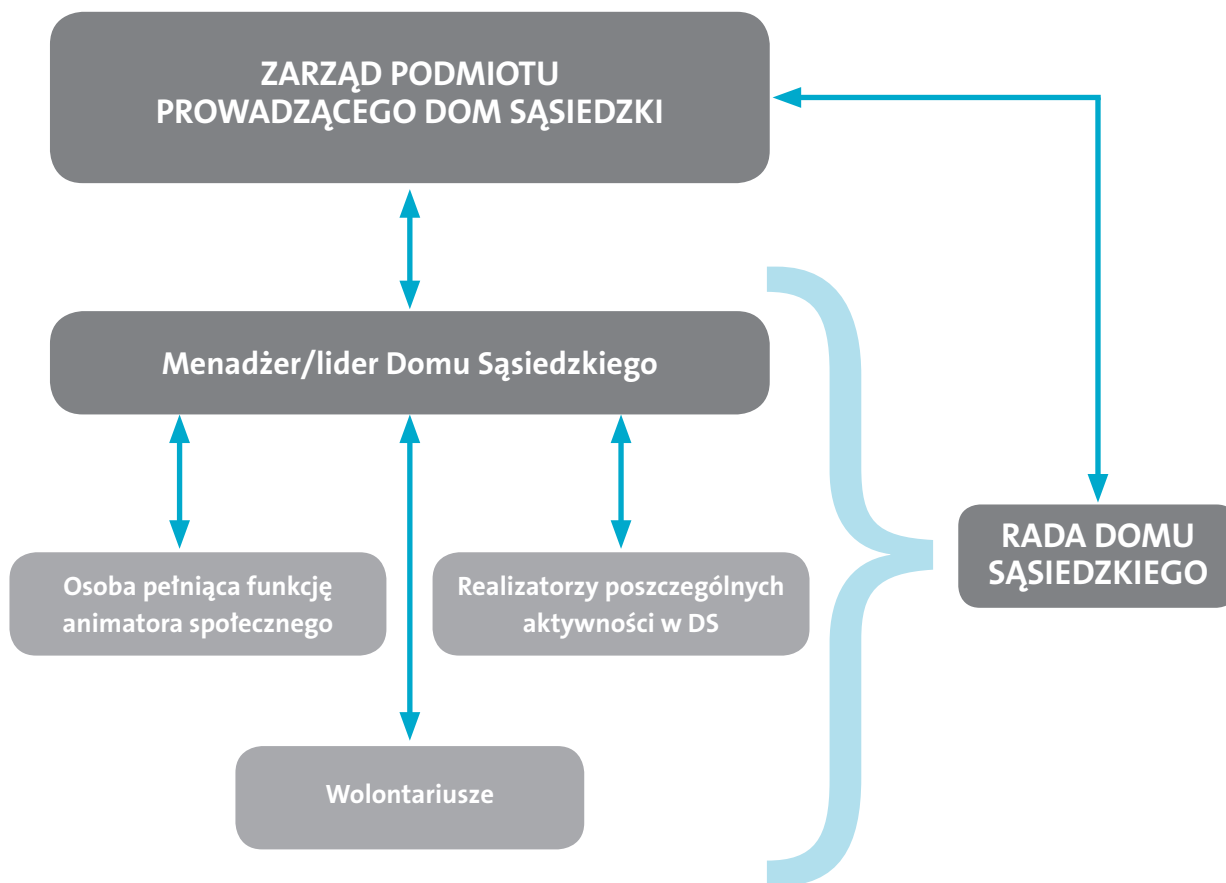 ZARZĄD PODMIOTU
PROWADZĄCEGO DOM SĄSIEDZKI
Menadżer/lider Domu Sąsiedzkiego
Osoba pełniąca funkcję
animatora społecznego
Realizatorzy poszczególnych
aktywności w DS
Wolontariusze
RADA DOMU
SĄSIEDZKIEGO